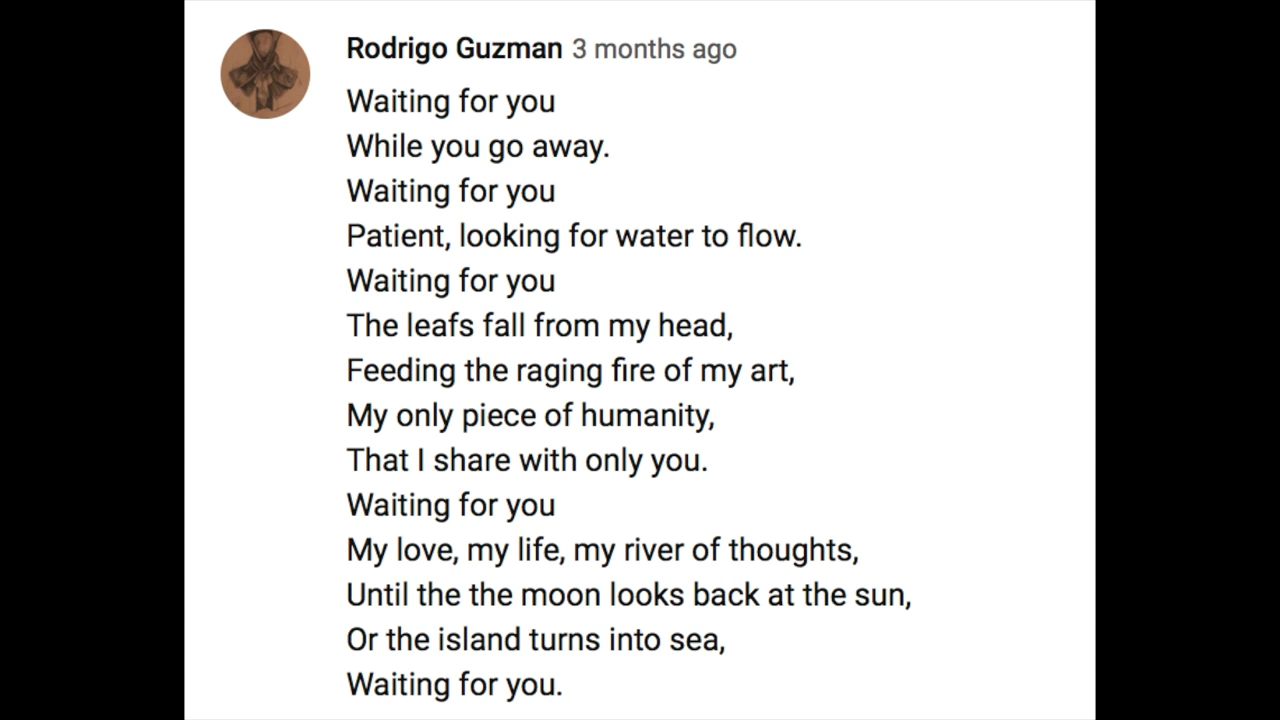 Rodrigo Guzman 3 months ago
Waiting for you
While you go away.
Waiting for you
Patient, looking for water to flow.
Waiting for you
The leafs fall from my head,
Feeding the raging fire of my art,
My only piece of humanity,
That I share with only you.
Waiting for you
My love, my life, my river of thoughts,
Until the the moon looks back at the sun,
Or the island turns into sea,
Waiting for you.